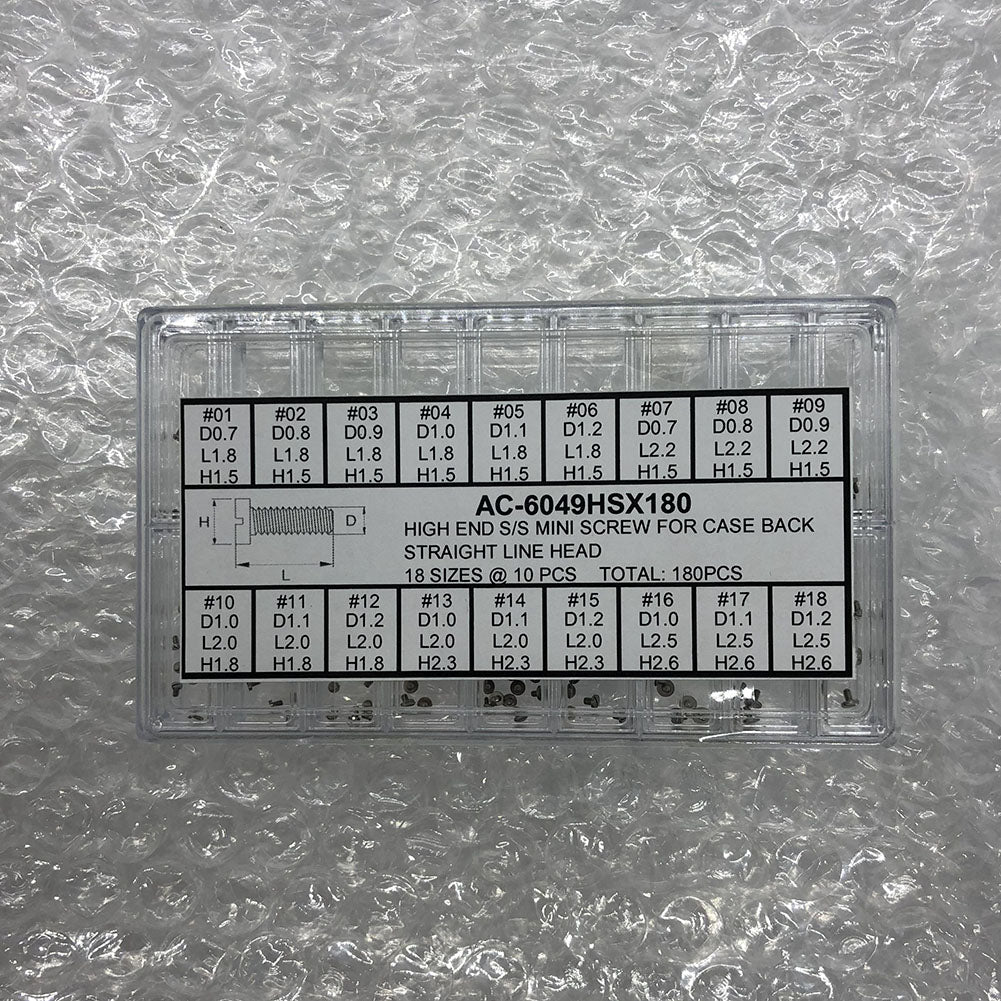 #01 #02 #03 #04 #05 #06 #07 #08 #09
D0.7 D0.8 D0.9 D1.0 D1.1 D1.2 D0.7 D0.8 D0.9
L1.8 L1.8 L1.8 L1.8 L1.8 L1.8 L2.2 L2.2 L2.2
H1.5 H1.5 H1.5 H1.5 H1.5 H1.5 H1.5 H1.5 H1.5
AC-6049HSX180
H D
HIGH END S/S MINI SCREW FOR CASE BACK
STRAIGHT LINE HEAD
L
18 SIZES @ 10 PCS TOTAL: 180PCS
#10 #11 #12 #13 #14 #15 #16 #17 #18
D1.0 D1.1 D1.2 D1.0 D1.1 D1.2 D1.0 D1.1 D1.2
L2.0 L2.0 L2.0 L2.0 L2.0 L2.0 L2.5 L2.5 L2.5
H1.8 H1.8 H1.8 H2.3 H2.3 H2.3 H2.6 H2.6 H2.6